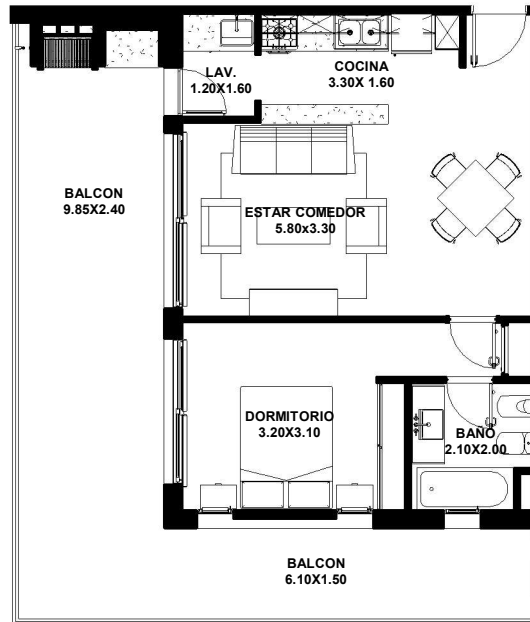 COCINA
3.30X 1.60
LAV.
1.20X1.60
BALCON
9.85X2.40
ESTAR COMEDOR
5.80x3.30
DORMITORIO
3.20X3.10
BAÑO
2.10X2.00
BALCON
6.10X1.50